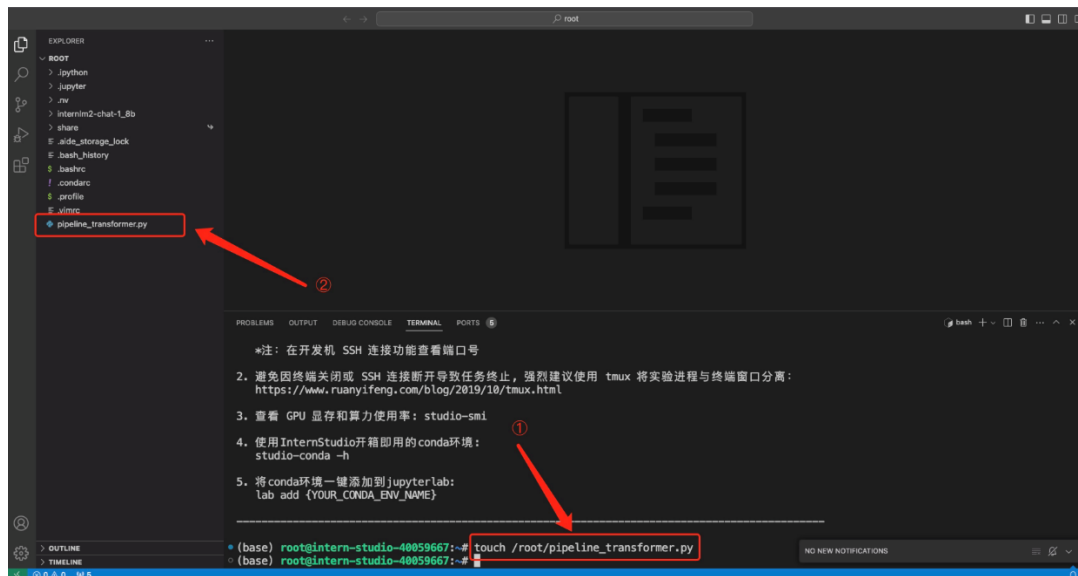 root
EXPLORER
ROOT
.ipython
.jupyter
.nv
internlm2-chat-1_8b
share
.aide_storage_lock
.bash_history
$ .bashrc
! .condarc
$ .profile
.vimrc
pipeline_transformer.py
②
PROBLEMS OUTPUT DEBUG CONSOLE TERMINAL PORTS 5
bash
*注: 在开发机 SSH 连接功能查看端口号
2. 避免因终端关闭或 SSH 连接断开导致任务终止, 强烈建议使用 tmux 将实验进程与终端窗口分离:
https://www.ruanyifeng.com/blog/2019/10/tmux.html
3. 查看 GPU 显存和算力使用率: studio-smi
①
4. 使用InternStudio开箱即用的conda环境:
studio-conda -h
5. 将conda环境一键添加到jupyterlab:
lab add {YOUR_CONDA_ENV_NAME}
(base) root@intern-studio-40059667:~# touch /root/pipeline_transformer.py
(base) root@intern-studio-40059667:~#
OUTLINE
TIMELINE
NO NEW NOTIFICATIONS